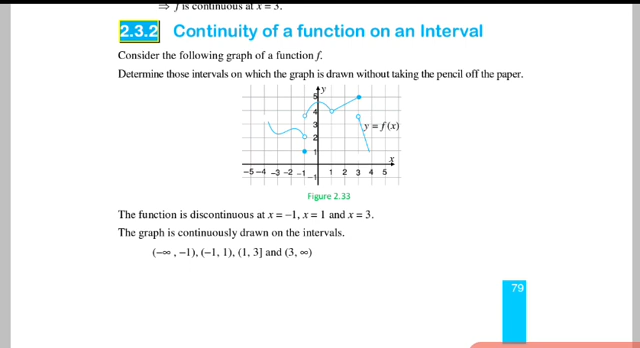 ⇒ f is continuous at x = 3.
2.3.2 Continuity of a function on an Interval
Consider the following graph of a function f.
Determine those intervals on which the graph is drawn without taking the pencil off the paper.
y
5
4
3
y = f(x)
2
1
x
−5 −4 −3 −2 −1 1 2 3 4 5
−1
Figure 2.33
The function is discontinuous at x = −1, x = 1 and x = 3.
The graph is continuously drawn on the intervals.
(−∞ , −1), (−1, 1), (1, 3] and (3, ∞)
79